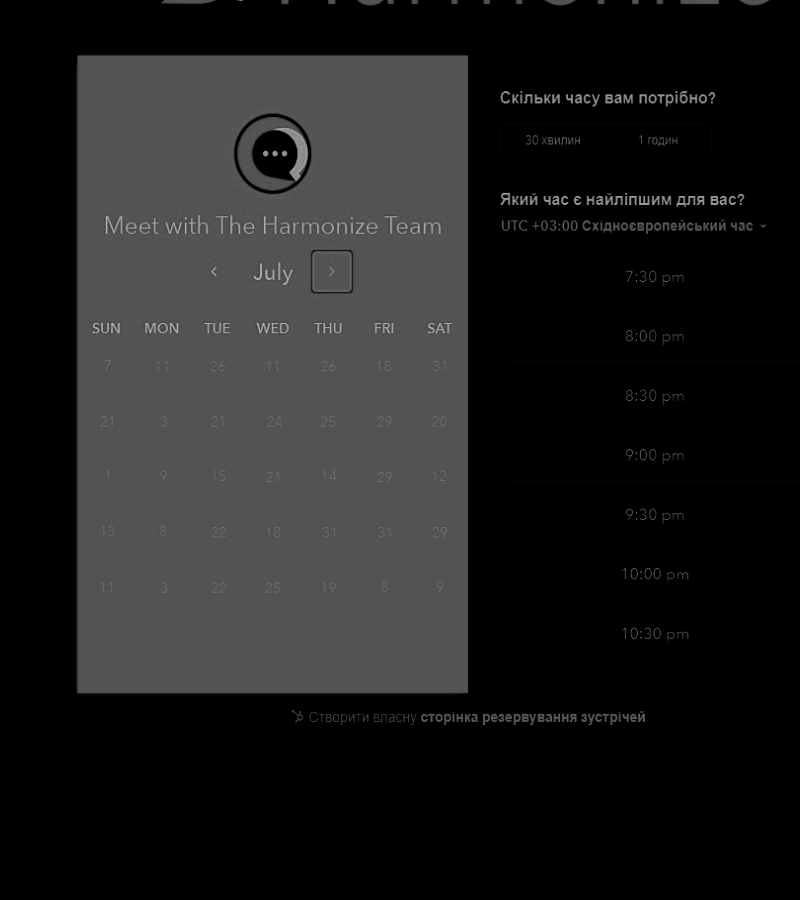 Harmonize
Meet with The Harmonize Team
July
SUN MON TUE WED THU FRI SAT
7 11 26 11 26 18 31
21 3 21 24 25 29 20
1 9 15 21 14 29 12
13 8 22 18 31 31 29
11 3 22 25 19 8 9
Скільки часу вам потрібно?
30 хвилин 1 годин
Який час є найліпшим для вас?
UTC +03:00 Східноєвропейський час
7:30 pm
8:00 pm
8:30 pm
9:00 pm
9:30 pm
10:00 pm
10:30 pm
Створити власну сторінка резервування зустрічей